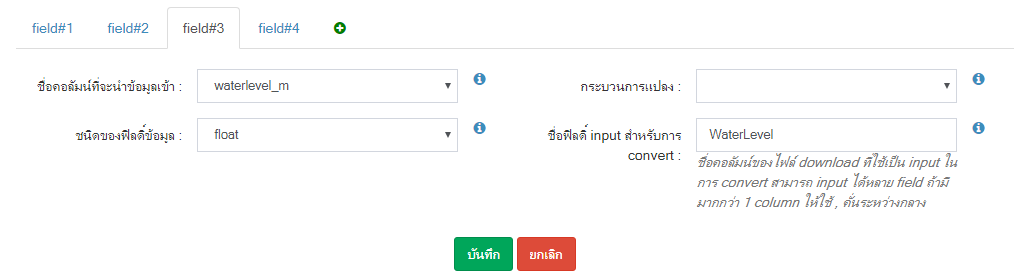 field#1 field#2 field#3 field#4
ชื่อคอลัมน์ที่จะนำข้อมูลเข้า : waterlevel_m กระบวนการแปลง :
ชนิดของฟิลดิ์ข้อมูล : float ชื่อฟิลดิ์ input สำหรับการ WaterLevel
convert :
ชื่อคอลัมน์ของไฟล์ download ที่ใช้เป็น input ใน
การ convert สามารถ input ได้หลาย field ถ้ามี
มากกว่า 1 column ให้ใช้ , คั่นระหว่างกลาง
บันทึก ยกเลิก